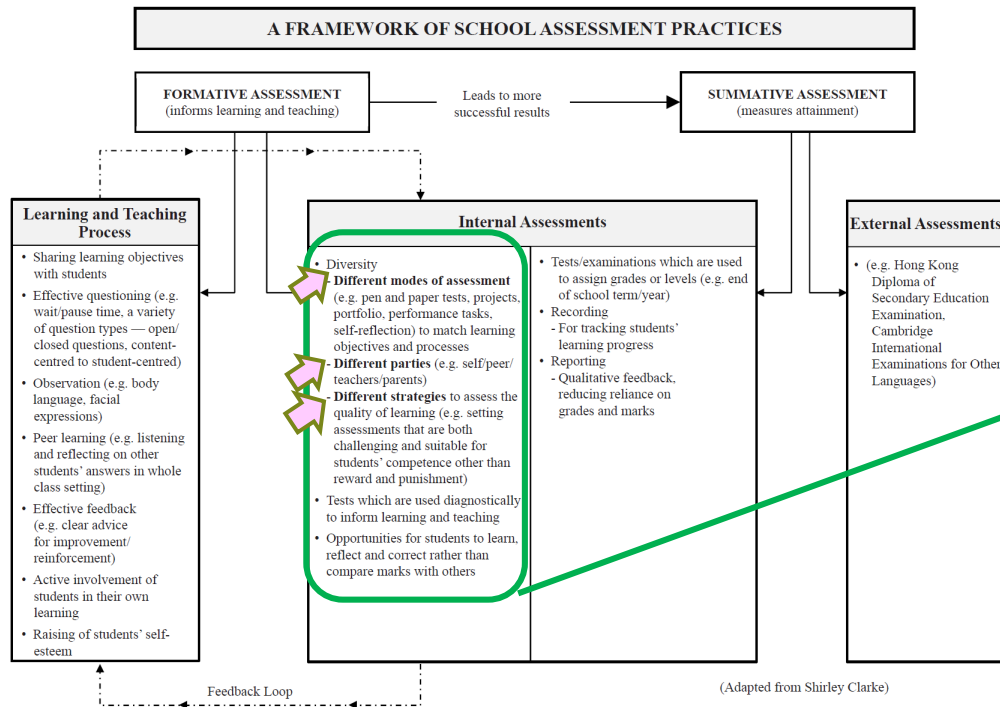 A FRAMEWORK OF SCHOOL ASSESSMENT PRACTICES
FORMATIVE ASSESSMENT
(informs learning and teaching)
Leads to more
successful results
SUMMATIVE ASSESSMENT
(measures attainment)
Learning and Teaching
Process
• Sharing learning objectives
with students
• Effective questioning (e.g.
wait/pause time, a variety
of question types — open/
closed questions, content-
centred to student-centred)
• Observation (e.g. body
language, facial
expressions)
• Peer learning (e.g. listening
and reflecting on other
students’ answers in whole
class setting)
• Effective feedback
(e.g. clear advice
for improvement/
reinforcement)
• Active involvement of
students in their own
learning
• Raising of students’ self-
esteem
Internal Assessments
• Diversity
- Different modes of assessment
(e.g. pen and paper tests, projects,
portfolio, performance tasks,
self-reflection) to match learning
objectives and processes
- Different parties (e.g. self/peer/
teachers/parents)
- Different strategies to assess the
quality of learning (e.g. setting
assessments that are both
challenging and suitable for
students’ competence other than
reward and punishment)
• Tests which are used diagnostically
to inform learning and teaching
• Opportunities for students to learn,
reflect and correct rather than
compare marks with others
• Tests/examinations which are used
to assign grades or levels (e.g. end
of school term/year)
• Recording
- For tracking students’
learning progress
• Reporting
- Qualitative feedback,
reducing reliance on
grades and marks
External Assessments
• (e.g. Hong Kong
Diploma of
Secondary Education
Examination,
Cambridge
International
Examinations for Other
Languages)
Feedback Loop
(Adapted from Shirley Clarke)